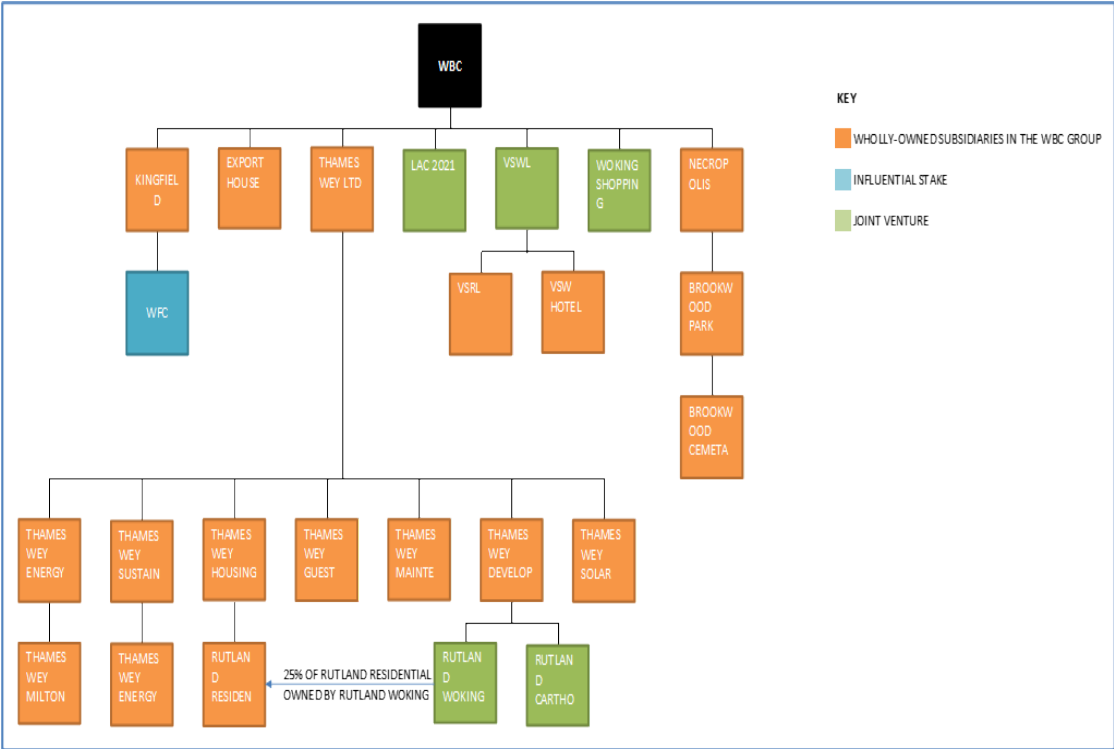 WBC
KEY
WHOLLY-OWNED SUBSIDIARIES IN THE WBC GROUP
INFLUENTIAL STAKE
JOINT VENTURE
KINGFIEL
D
EXPORT
HOUSE
THAMES
WEY LTD
LAC 2021
VSWL
WOKING
SHOPPIN
G
NECROP
OLIS
WFC
VSRL
VSW
HOTEL
BROOKW
OOD
PARK
BROOKW
OOD
CEMETA
THAMES
WEY
ENERGY
THAMES
WEY
SUSTAIN
THAMES
WEY
HOUSING
THAMES
WEY
GUEST
THAMES
WEY
MAINTE
THAMES
WEY
DEVELOP
THAMES
WEY
SOLAR
THAMES
WEY
MILTON
THAMES
WEY
ENERGY
RUTLAN
D
RESIDEN
25% OF RUTLAND RESIDENTIAL
OWNED BY RUTLAND WOKING
RUTLAN
D
WOKING
RUTLAN
D
CARTHO